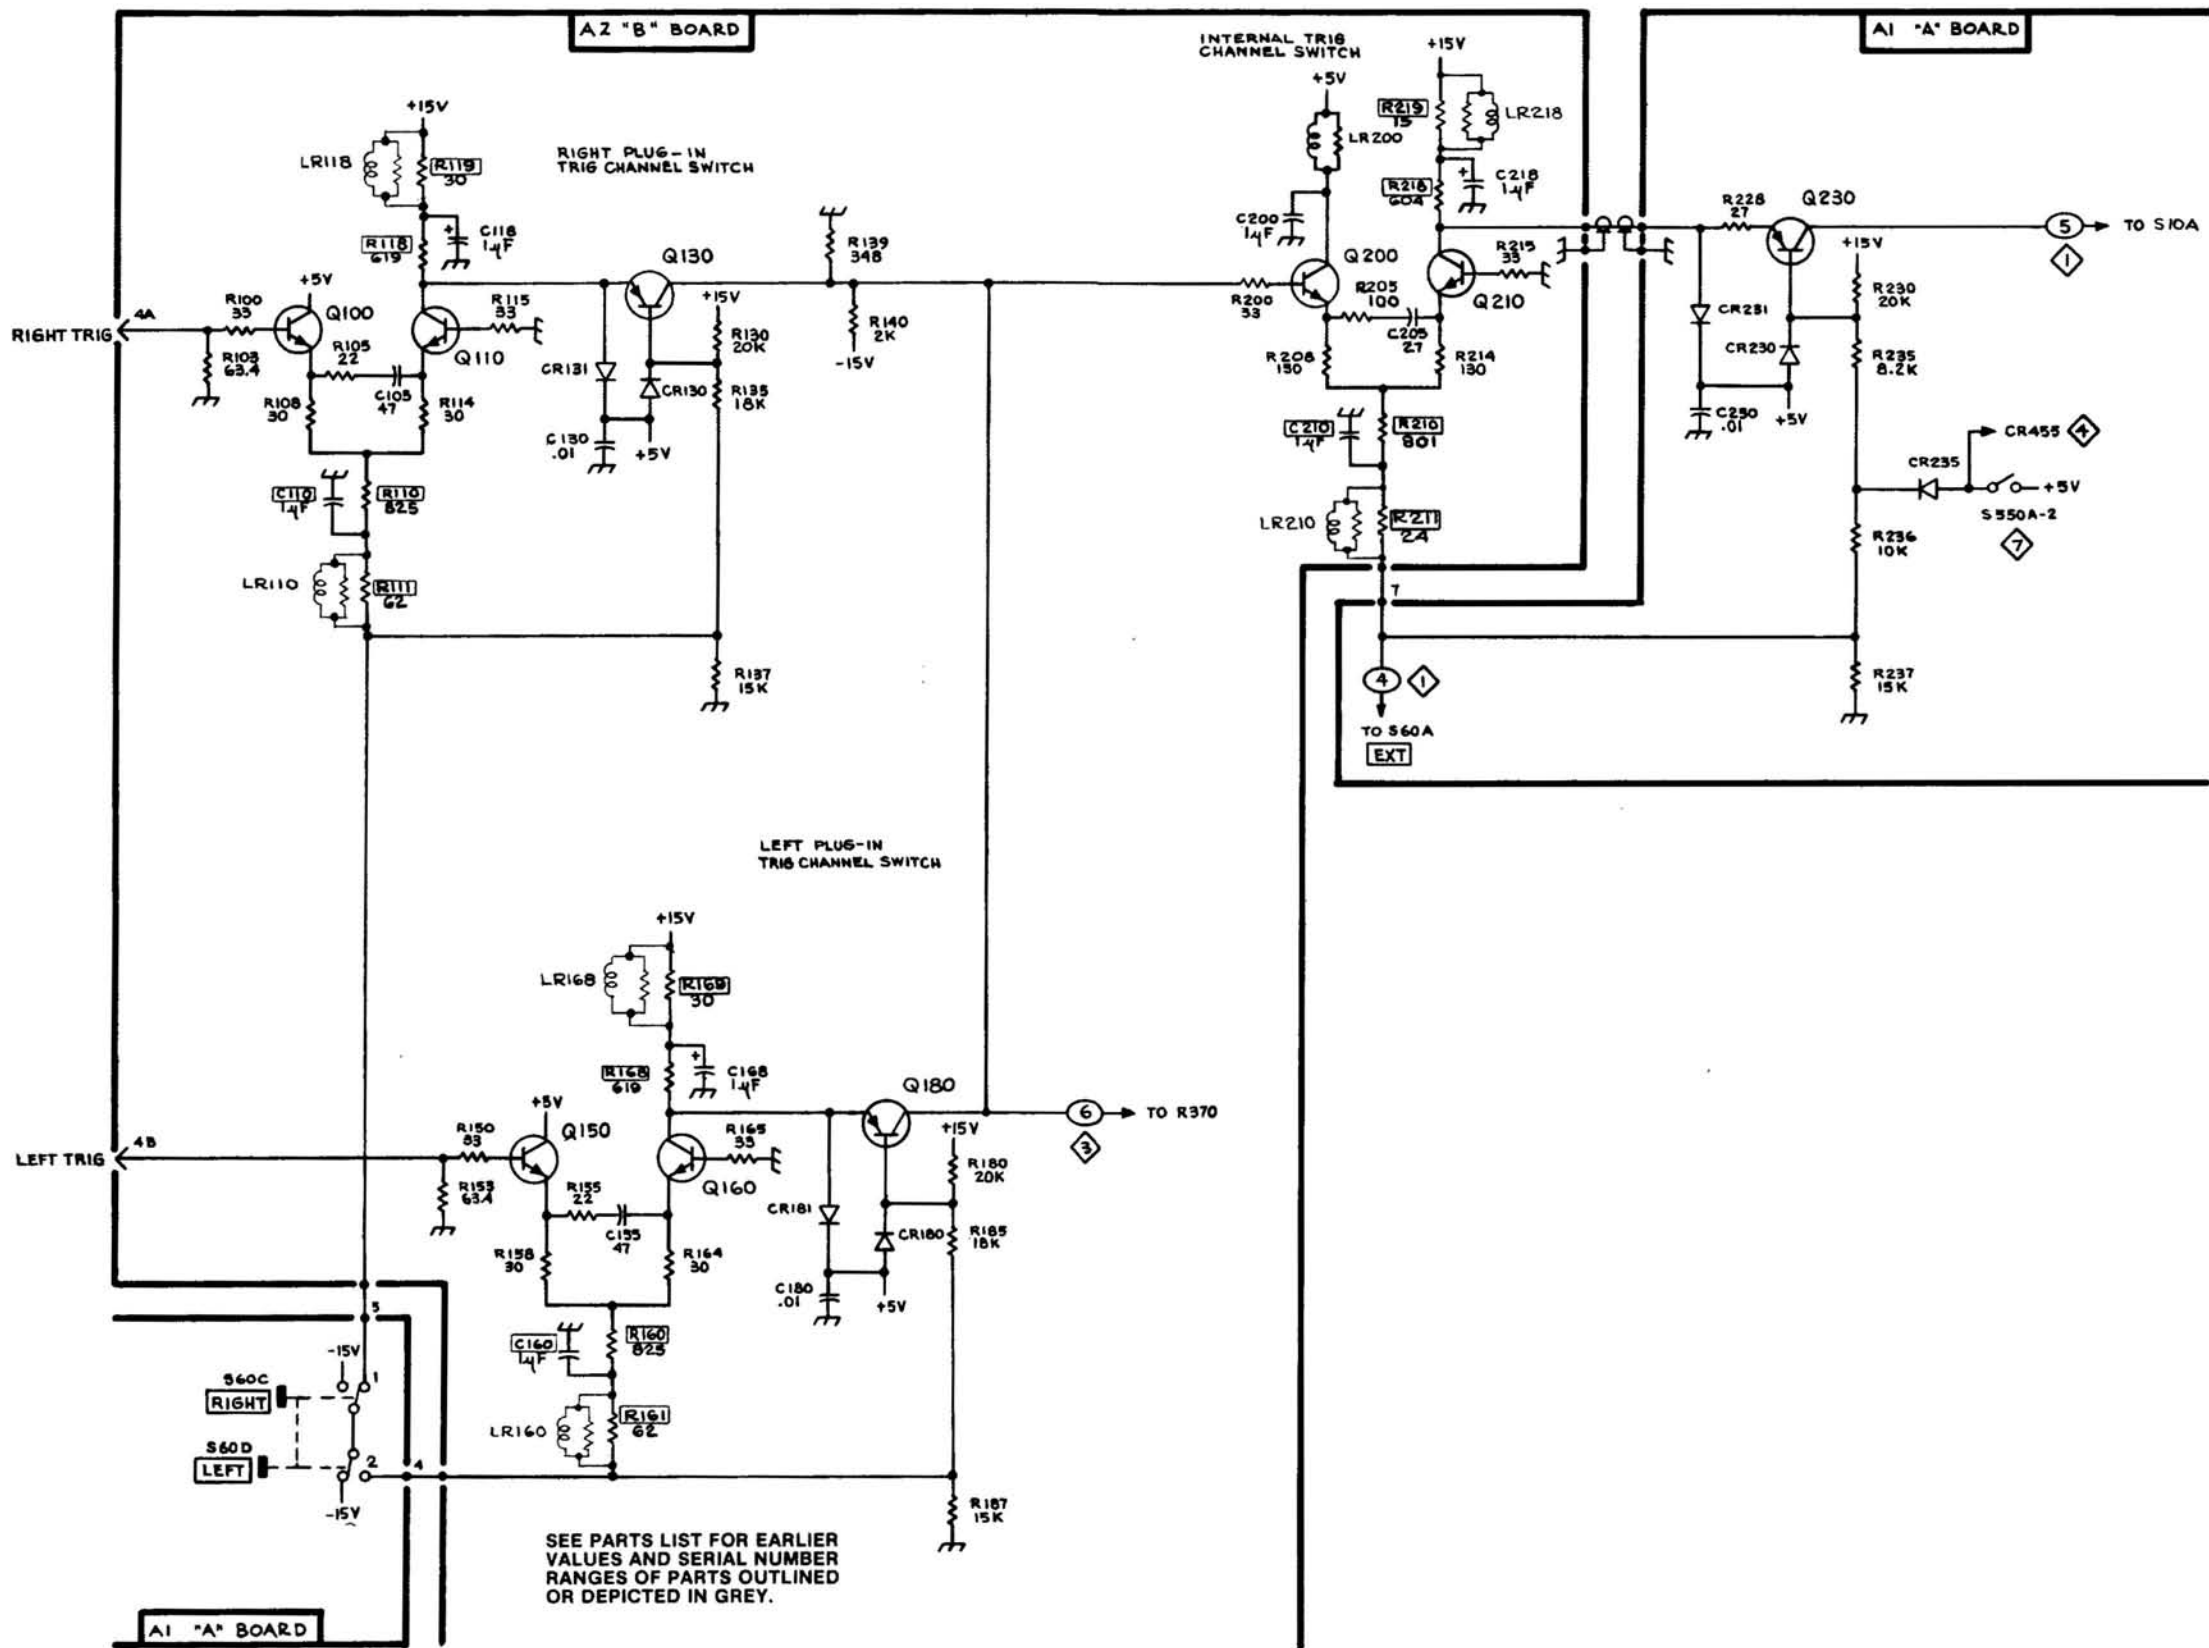 A2 "B" BOARD
A1 "A" BOARD
INTERNAL TRIG
CHANNEL SWITCH
+15V
+5V
R219
15
LR218
LR200
+15V
LR118
R119
30
RIGHT PLUG-IN
TRIG CHANNEL SWITCH
C218
1µF
R218
604
C200
1µF
R228
27
Q230
5
TO S10A
1
+15V
C118
1µF
R118
619
R139
348
Q130
Q200
R215
33
+5V
+15V
R205
100
Q210
R230
20K
R100
33
Q100
R115
33
R200
33
4A
RIGHT TRIG
R130
20K
R140
2K
-15V
CR231
R105
22
Q110
C205
27
CR230
R103
63.4
R208
150
R214
130
R235
8.2K
CR131
CR130
R135
18K
R108
30
C105
47
R114
30
+5V
C130
.01
+5V
C210
1µF
R210
801
CR455
4
CR235
+5V
S550A-2
7
C110
1µF
R110
825
LR210
R211
24
R236
10K
LR110
R111
62
7
R137
15K
4
1
R237
15K
TO S60A
EXT
LEFT PLUG-IN
TRIG CHANNEL SWITCH
+15V
LR168
30
C168
1µF
R168
619
Q180
+5V
6
TO R370
3
R150
Q150
R165
+15V
4B
LEFT TRIG
R180
20K
R155
22
Q160
63.4
CR181
CR180
R185
18K
C155
47
R158
30
R164
30
C180
.01
+5V
5
C160
1µF
R160
825
-15V
1
S60C
RIGHT
LR160
R161
62
S60D
LEFT
2
4
-15V
R187
15K
SEE PARTS LIST FOR EARLIER
VALUES AND SERIAL NUMBER
RANGES OF PARTS OUTLINED
OR DEPICTED IN GREY.
A1 "A" BOARD